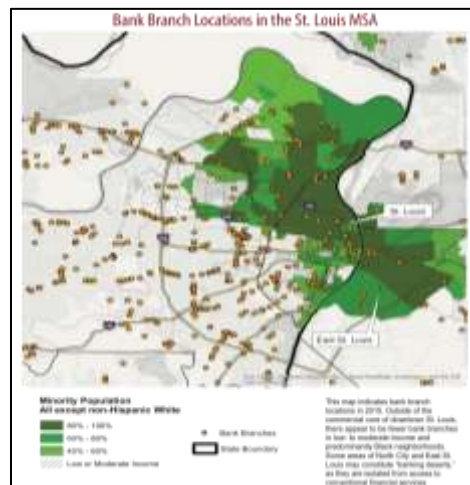 Bank Branch Locations in the St. Louis MSA
St. Louis
East St. Louis
Minority Population
All except non-Hispanic White
80% - 100%
60% - 80%
40% - 60%
Low or Moderate Income
Bank Branches
State Boundary
This map indicates bank branch
locations in 2019. Outside of the
commercial core of downtown St. Louis,
there appear to be fewer bank branches
in low- to moderate-income and
predominantly Black neighborhoods.
Some areas of North City and East St.
Louis may constitute "banking deserts,"
as they are isolated from access to
conventional financial services.